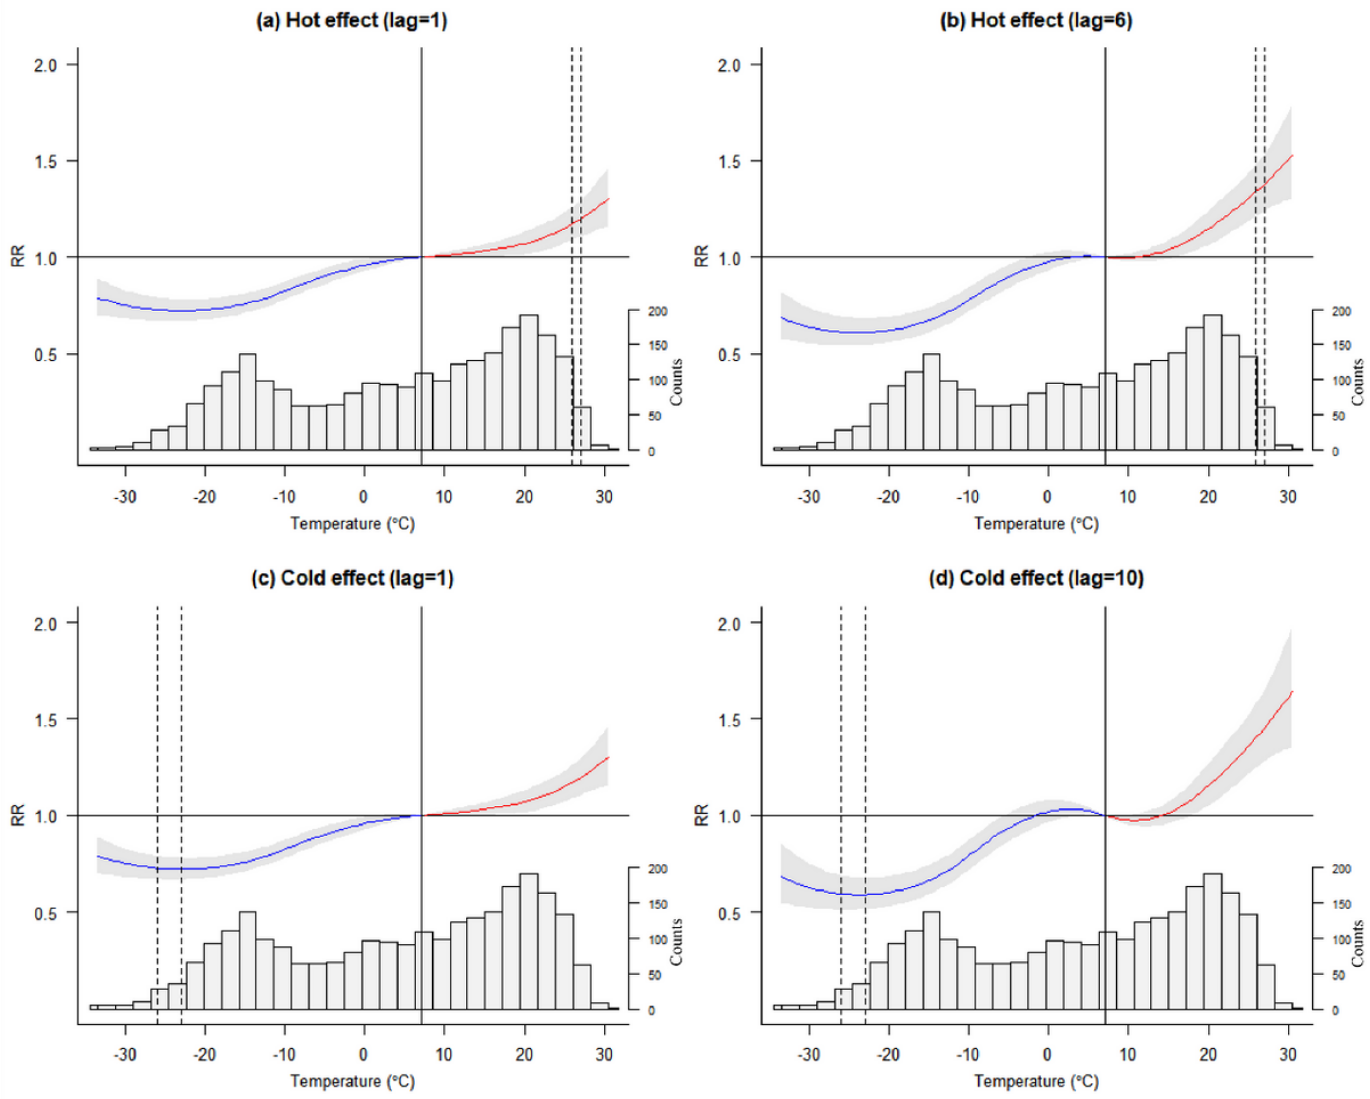 (a) Hot effect (lag=1)
2.0
1.5
1.0
0.5
RR
200
150
100
50
0
Counts
-30 -20 -10 0 10 20 30
Temperature (°C)
(b) Hot effect (lag=6)
2.0
1.5
1.0
0.5
RR
200
150
100
50
0
Counts
-30 -20 -10 0 10 20 30
Temperature (°C)
(c) Cold effect (lag=1)
2.0
1.5
1.0
0.5
RR
200
150
100
50
0
Counts
-30 -20 -10 0 10 20 30
Temperature (°C)
(d) Cold effect (lag=10)
2.0
1.5
1.0
0.5
RR
200
150
100
50
0
Counts
-30 -20 -10 0 10 20 30
Temperature (°C)